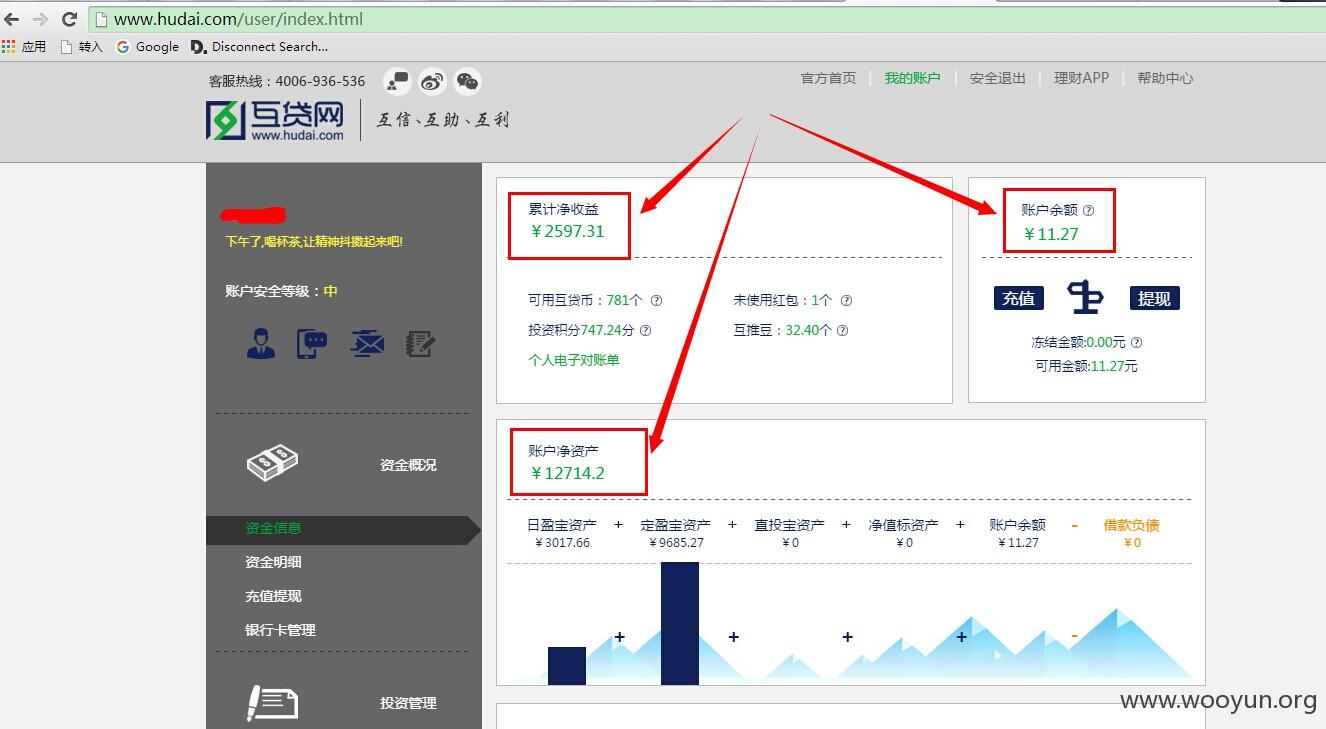 www.hudai.com/user/index.html
应用 转入 Google Disconnect Search...
客服热线：4006-936-536
官方首页 我的账户 安全退出 理财APP 帮助中心
互贷网
www.hudai.com
互信、互助、互利
下午了,喝杯茶,让精神抖擞起来吧!
账户安全等级：中
资金概况
资金信息
资金明细
充值提现
银行卡管理
投资管理
累计净收益
￥2597.31
可用互贷币：781个 ?
未使用红包：1个 ?
投资积分747.24分 ?
互推豆：32.40个 ?
个人电子对账单
账户余额 ?
￥11.27
充值 提现
冻结金额:0.00元 ?
可用金额:11.27元
账户净资产
￥12714.2
日盈宝资产 + 定盈宝资产 + 直投宝资产 + 净值标资产 + 账户余额 - 借款负债
￥3017.66 ￥9685.27 ￥0 ￥0 ￥11.27 ￥0
+ + + + -
www.wooyun.org